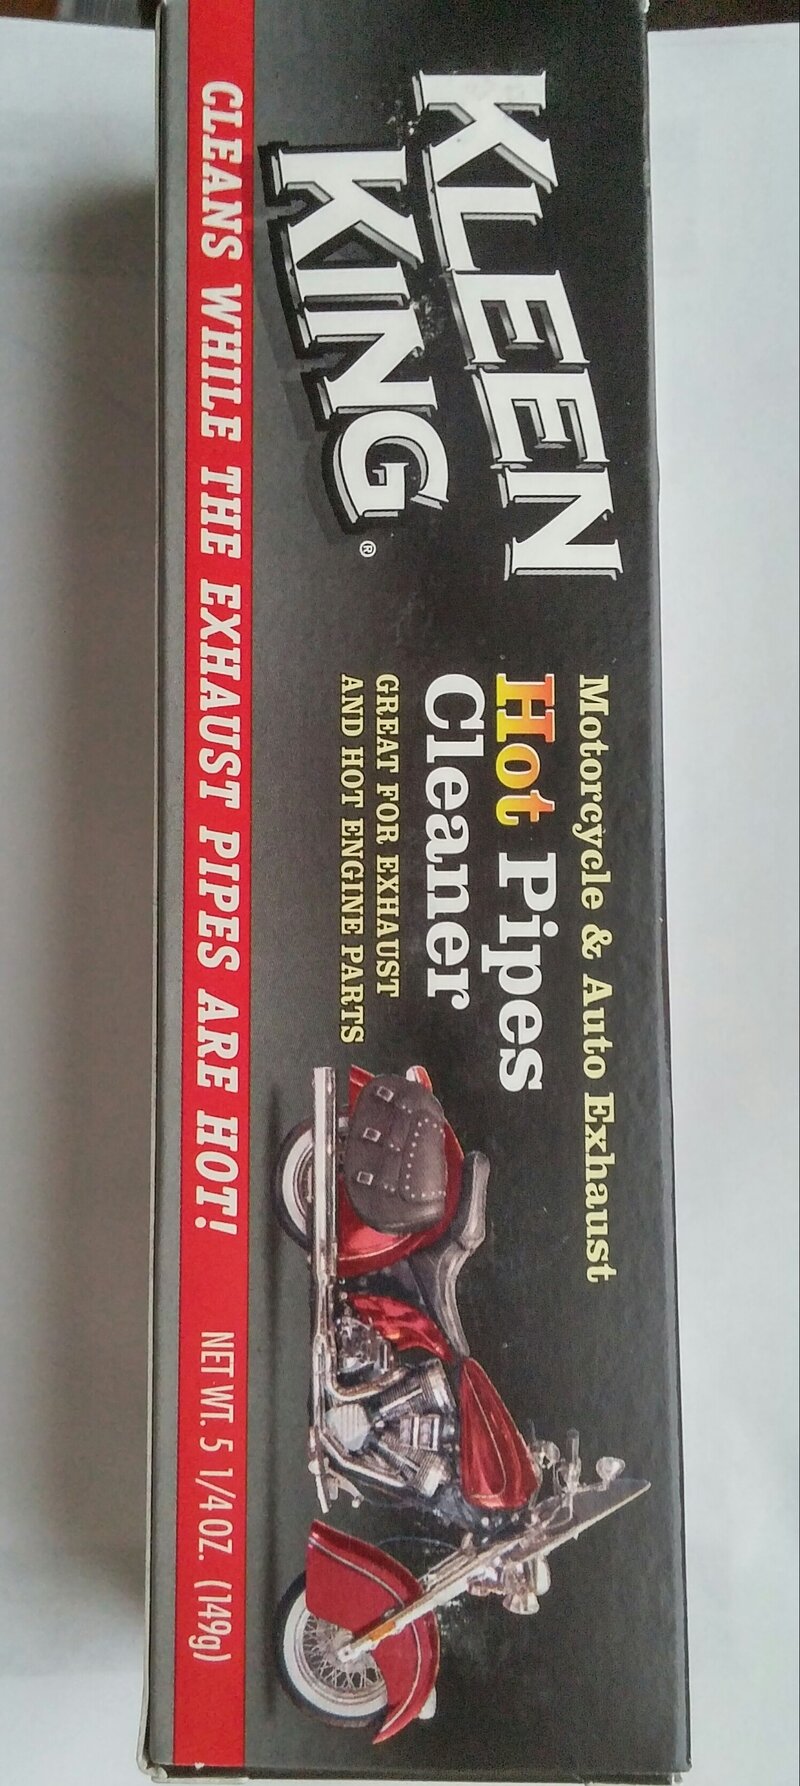 KLEEN
KING®
Motorcycle & Auto Exhaust
Hot Pipes
Cleaner
GREAT FOR EXHAUST
AND HOT ENGINE PARTS
CLEANS WHILE THE EXHAUST PIPES ARE HOT!
NET WT. 5 1/4 OZ. (149g)